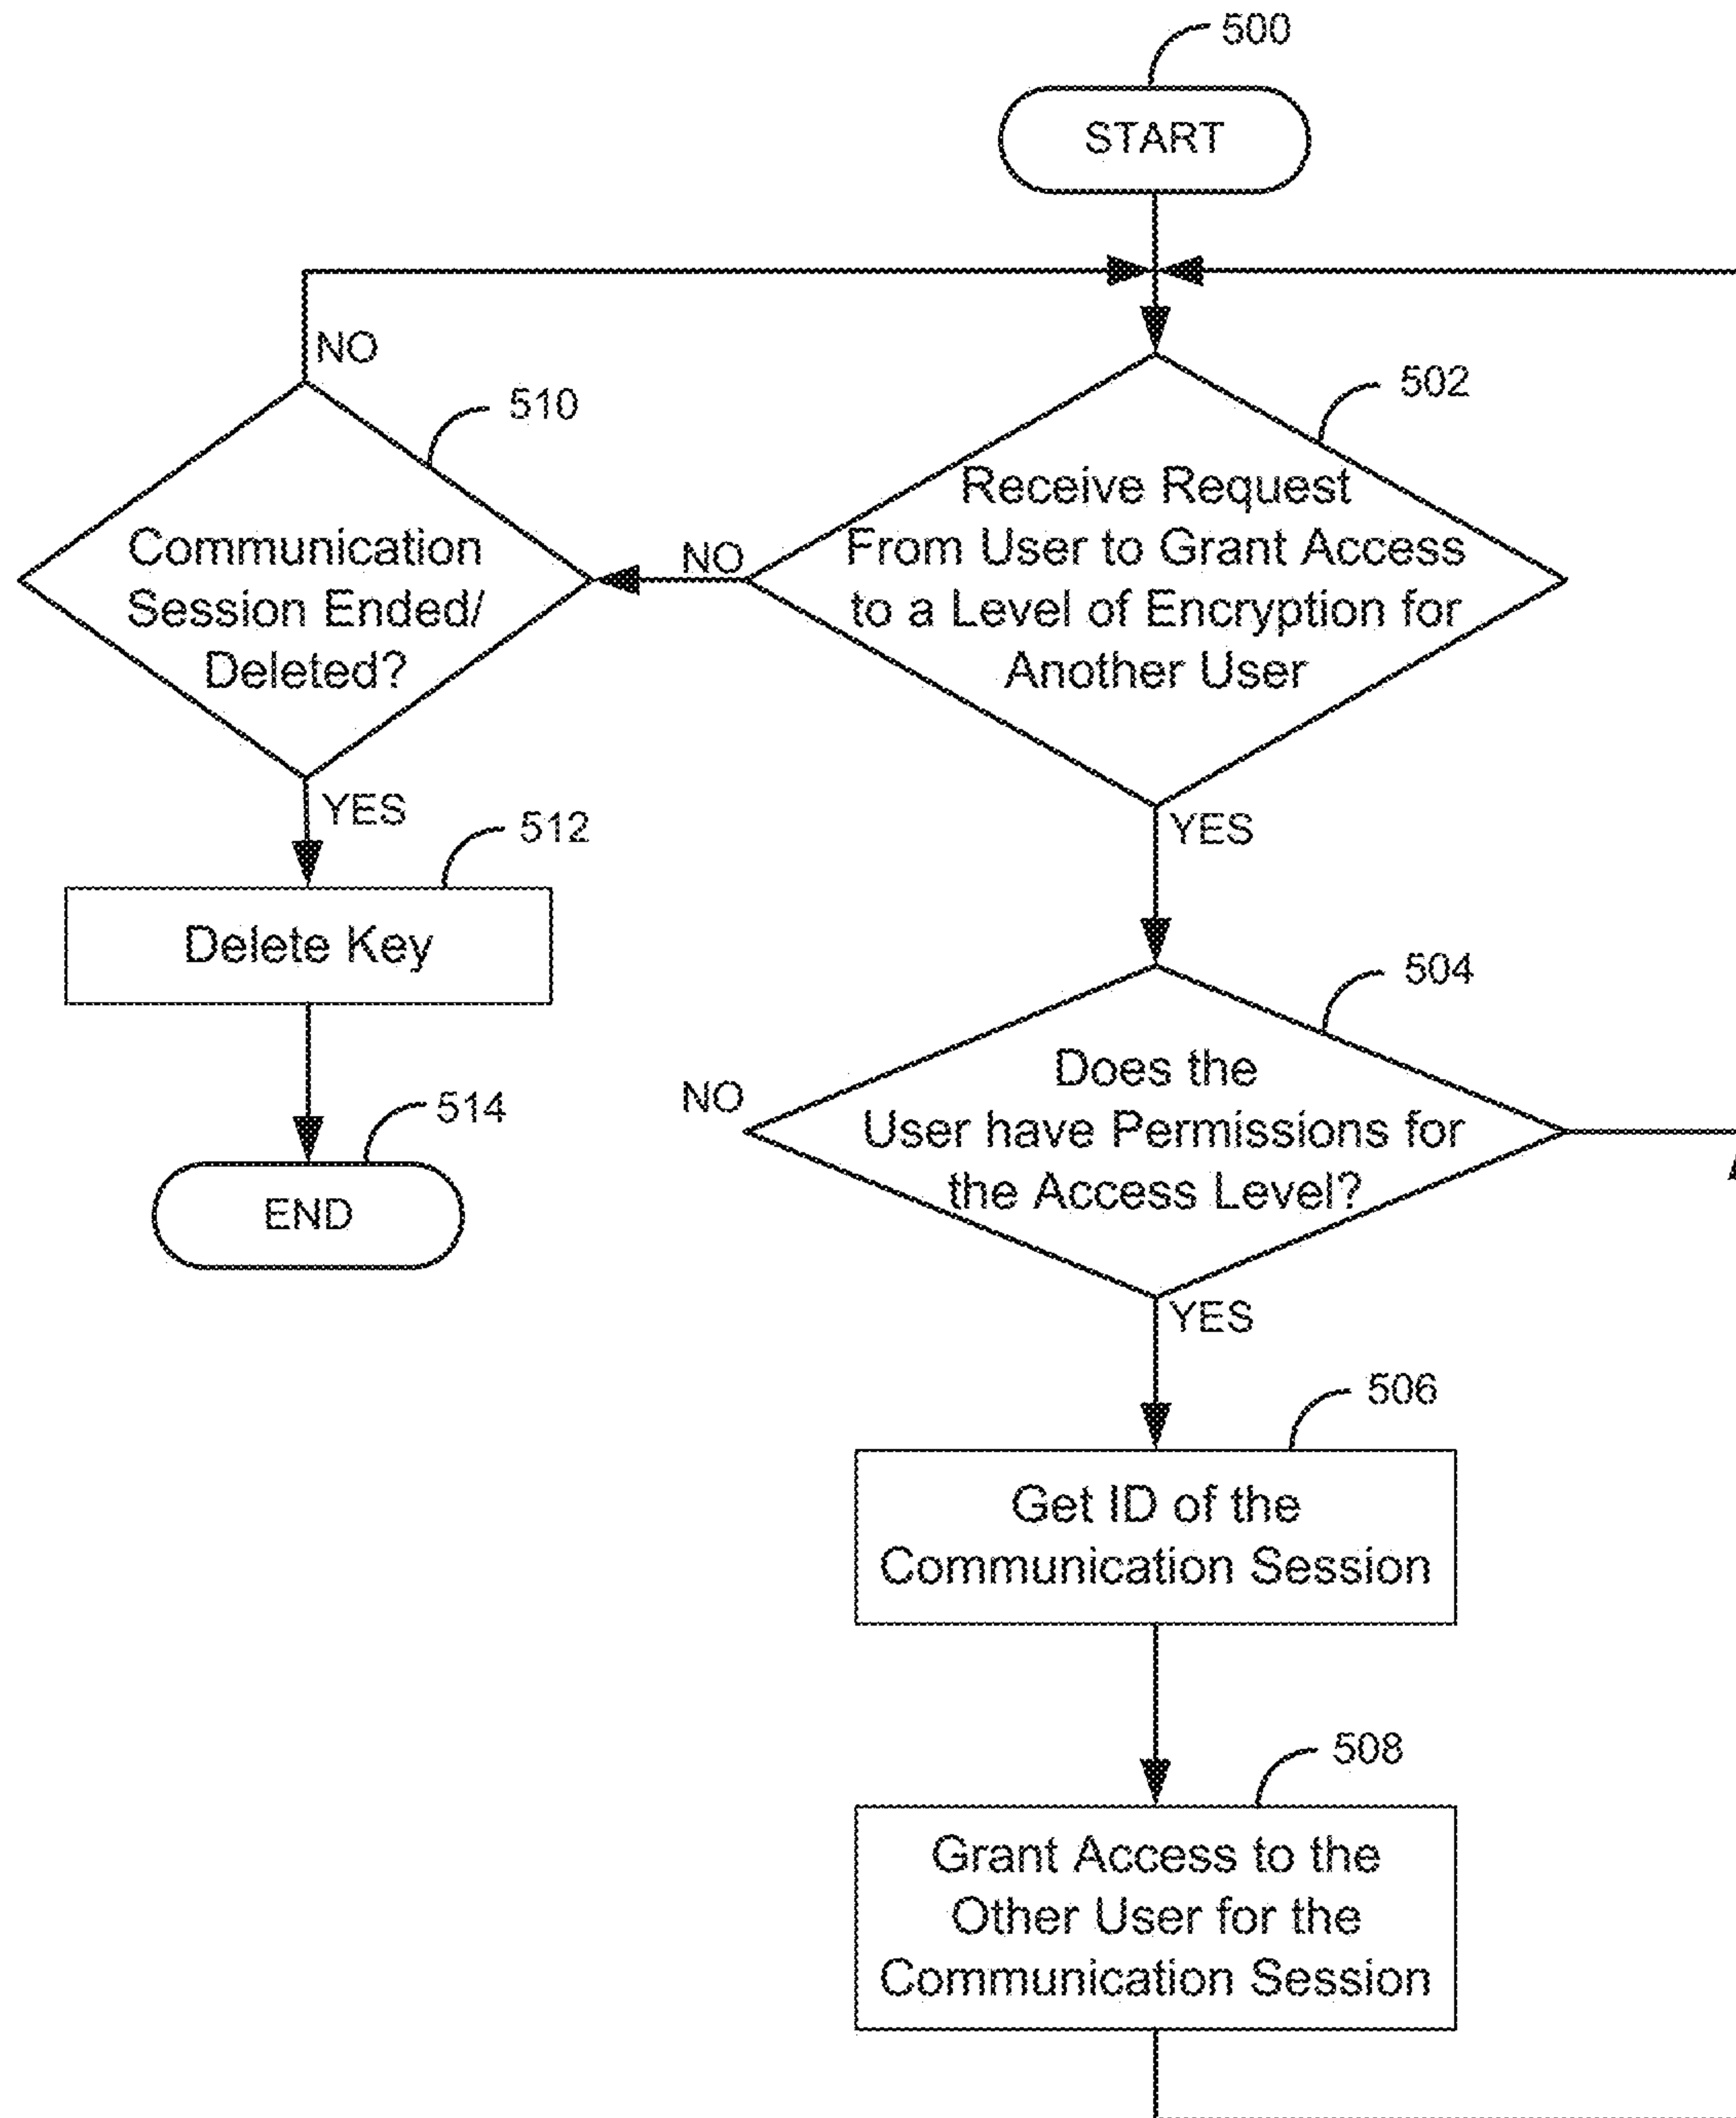 500
START
NO
510
502
Communication
Session Ended/
Deleted?
NO
Receive Request
From User to Grant Access
to a Level of Encryption for
Another User
YES
512
YES
Delete Key
504
NO
Does the
User have Permissions for
the Access Level?
514
END
YES
506
Get ID of the
Communication Session
508
Grant Access to the
Other User for the
Communication Session